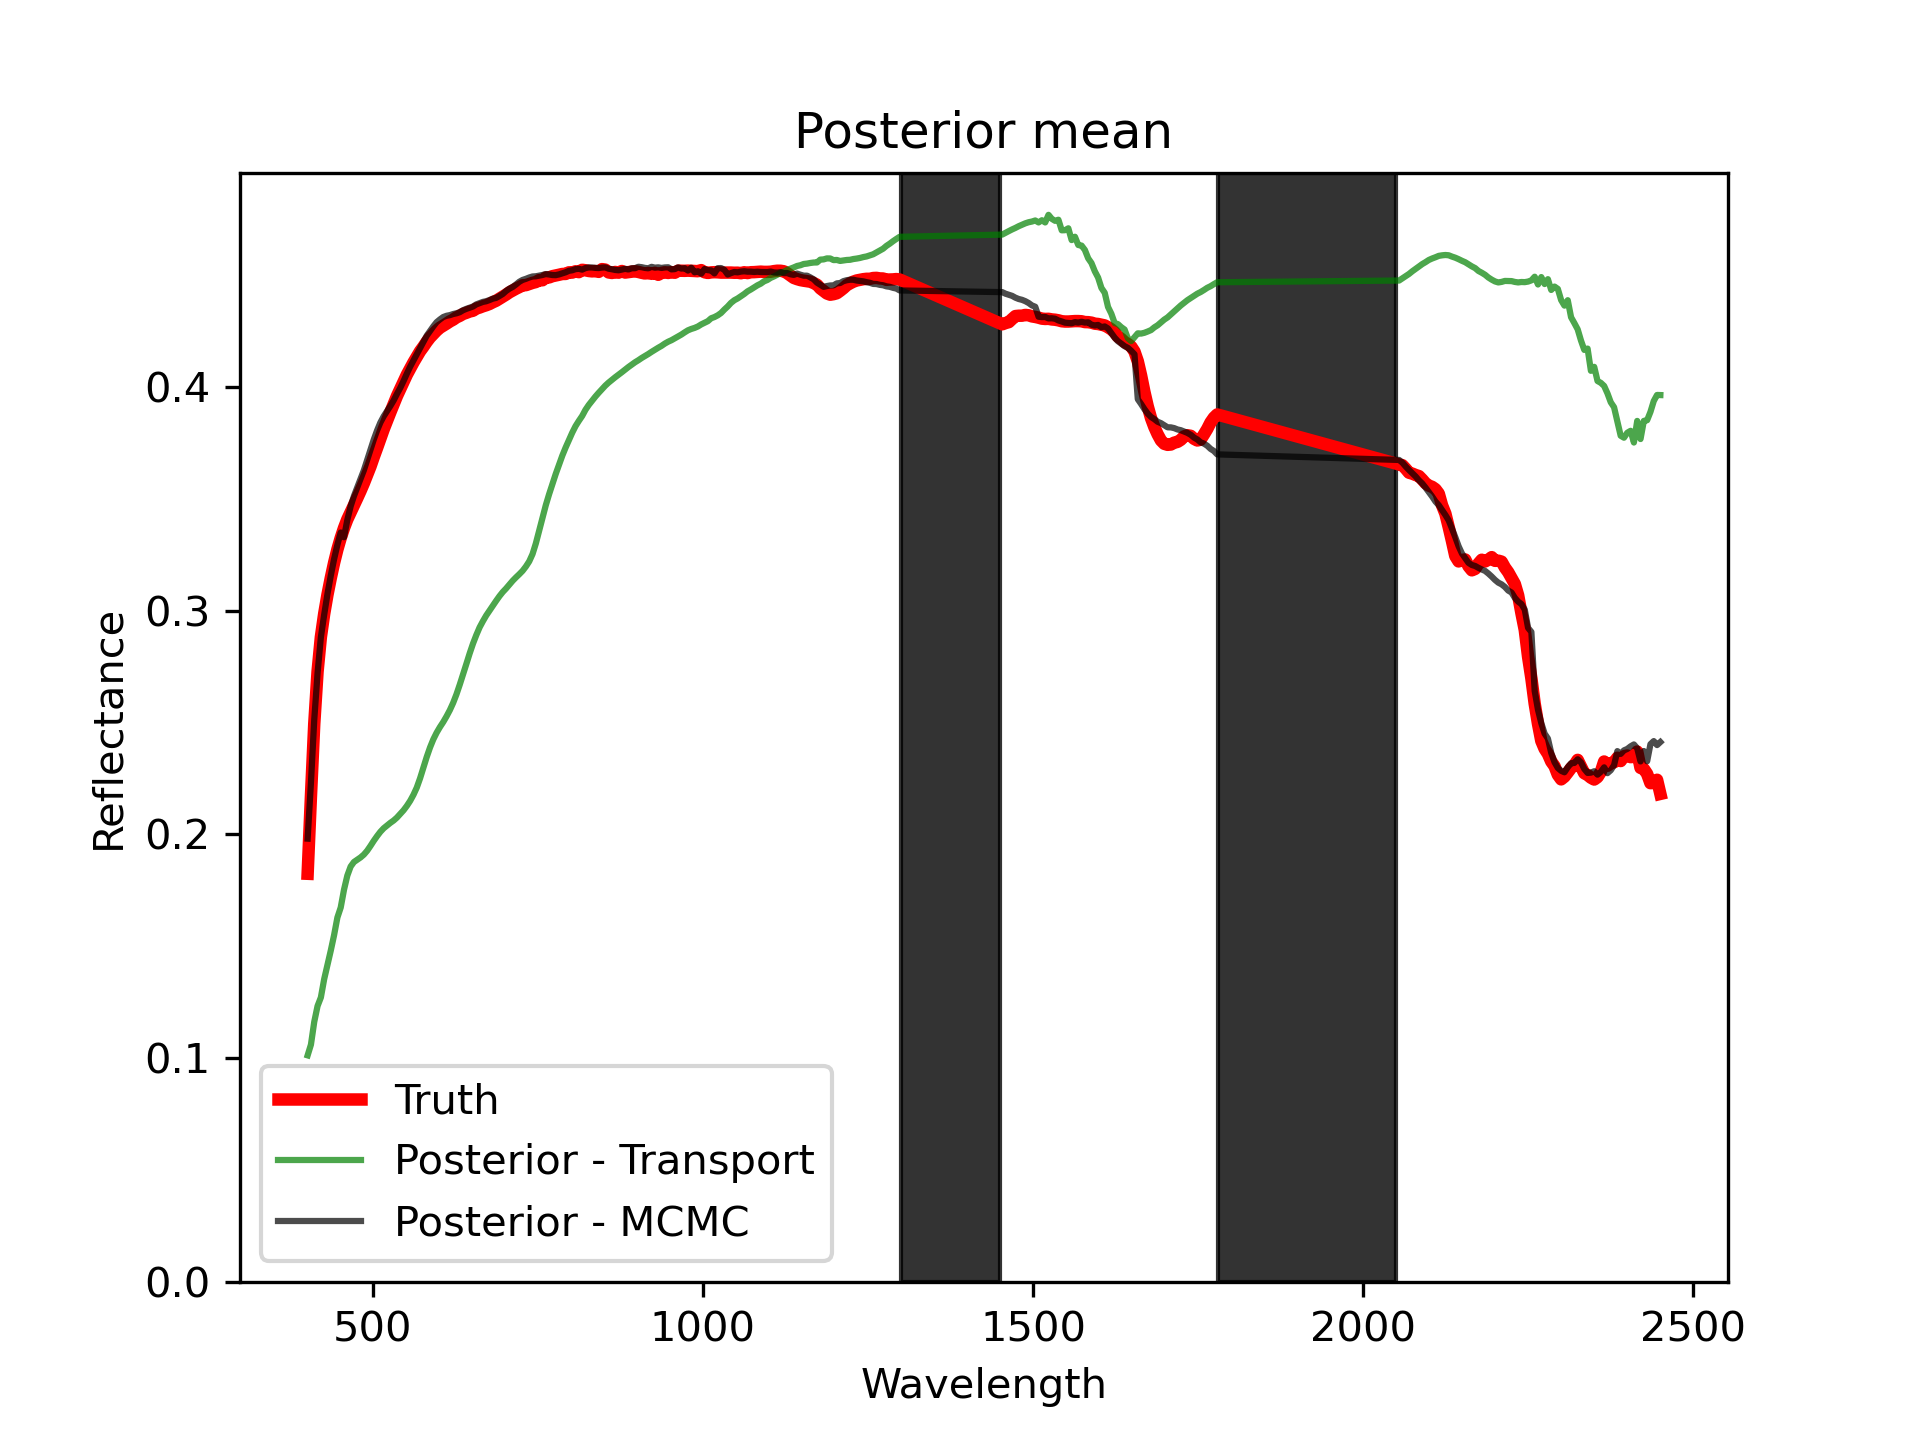 Posterior mean
Reflectance
0.4
0.3
0.2
0.1
0.0
Truth
Posterior - Transport
Posterior - MCMC
500 1000 1500 2000 2500
Wavelength